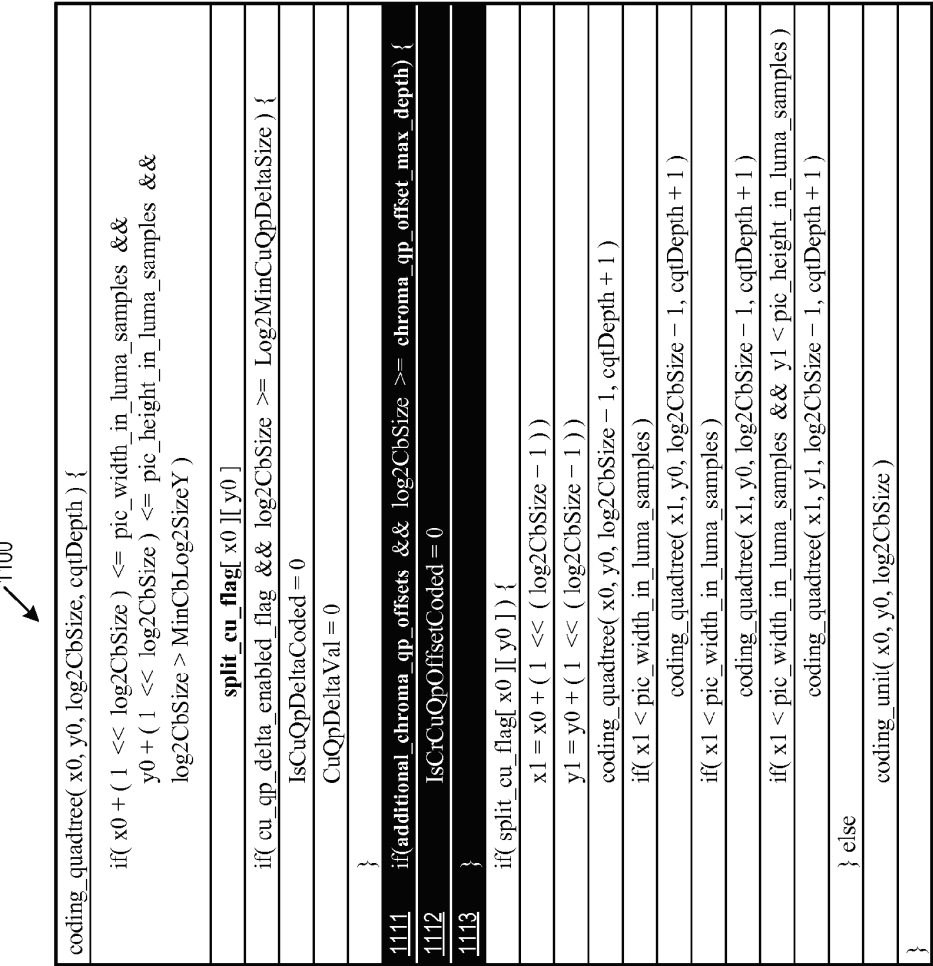 1100
coding_quadtree( x0, y0, log2CbSize, cqtDepth ) {
if( x0 + ( 1 << log2CbSize ) <= pic_width_in_luma_samples &&
y0 + ( 1 << log2CbSize ) <= pic_height_in_luma_samples &&
log2CbSize > MinCbLog2SizeY )
split_cu_flag[ x0 ][ y0 ]
if( cu_qp_delta_enabled_flag && log2CbSize >= Log2MinCuQpDeltaSize ) {
IsCuQpDeltaCoded = 0
CuQpDeltaVal = 0
}
1111 if(additional_chroma_qp_offsets && log2CbSize >= chroma_qp_offset_max_depth) {
1112 IsCrCuQpOffsetCoded = 0
1113 }
if( split_cu_flag[ x0 ][ y0 ] ) {
x1 = x0 + ( 1 << ( log2CbSize − 1 ) )
y1 = y0 + ( 1 << ( log2CbSize − 1 ) )
coding_quadtree( x0, y0, log2CbSize − 1, cqtDepth + 1 )
if( x1 < pic_width_in_luma_samples )
coding_quadtree( x1, y0, log2CbSize − 1, cqtDepth + 1 )
if( x1 < pic_width_in_luma_samples )
coding_quadtree( x1, y0, log2CbSize − 1, cqtDepth + 1 )
if( x1 < pic_width_in_luma_samples && y1 < pic_height_in_luma_samples )
coding_quadtree( x1, y1, log2CbSize − 1, cqtDepth + 1 )
} else
coding_unit( x0, y0, log2CbSize )
}